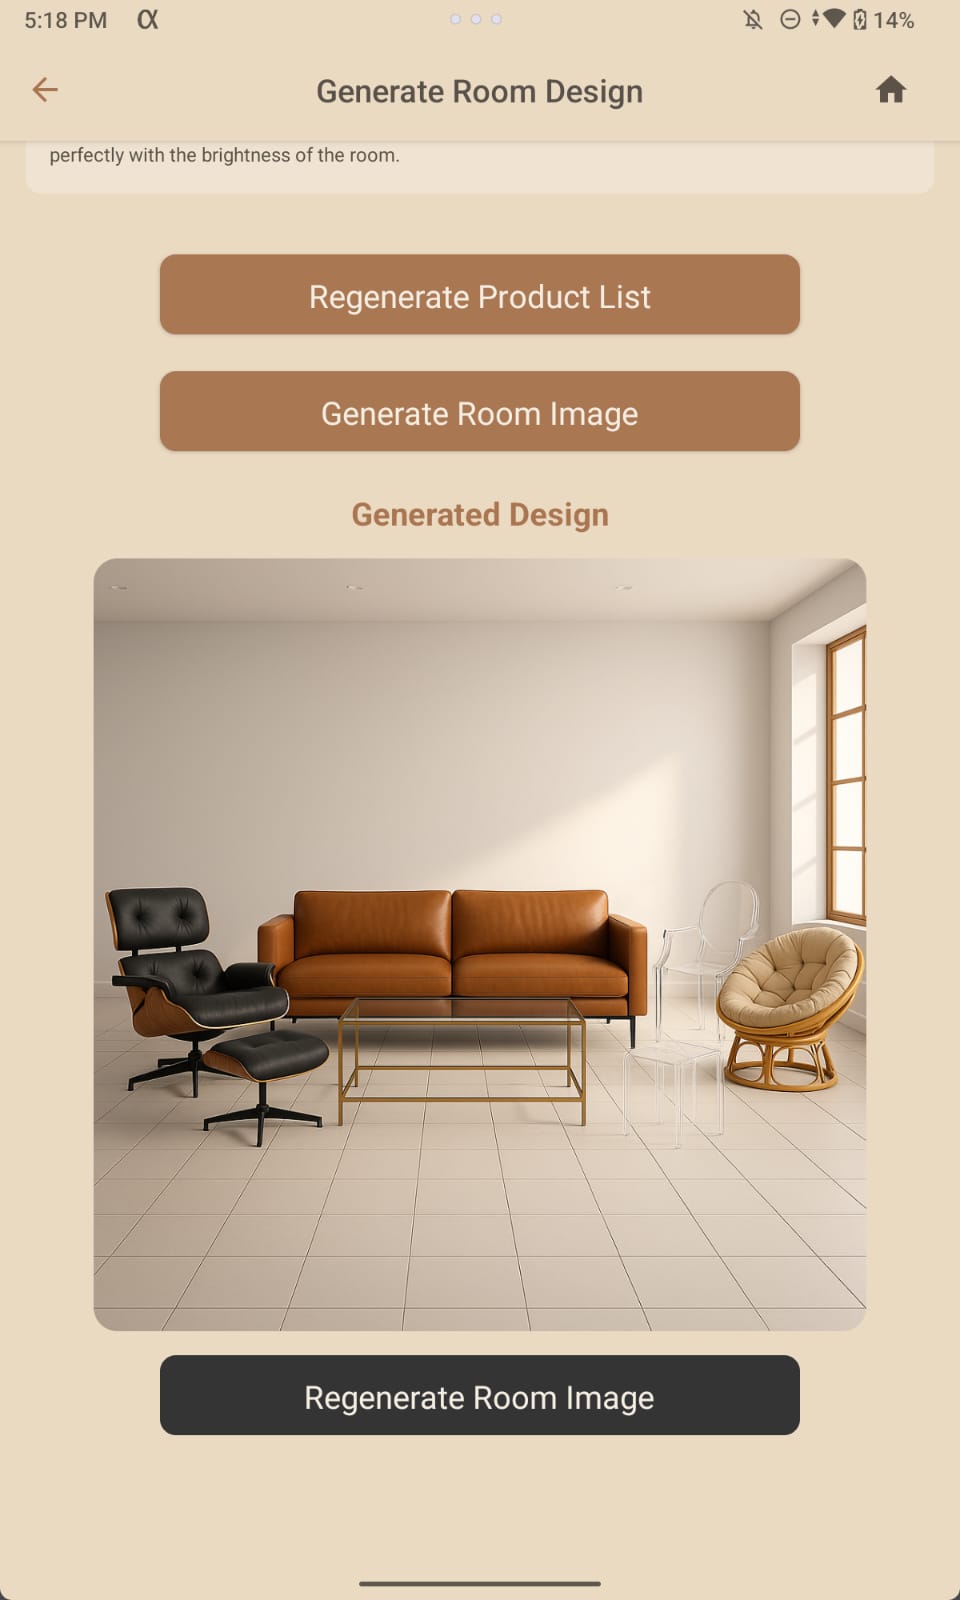 5:18 PM α 14%
Generate Room Design
perfectly with the brightness of the room.
Regenerate Product List
Generate Room Image
Generated Design
Regenerate Room Image